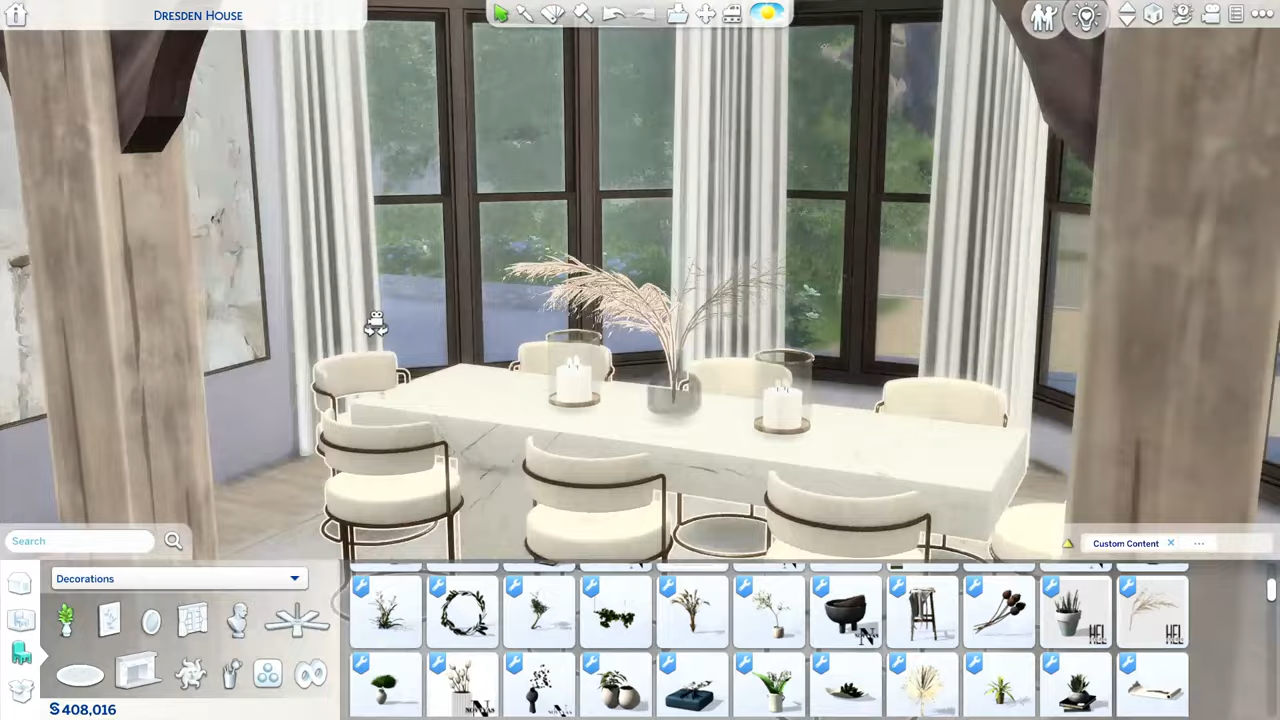 DRESDEN HOUSE
Search
Custom Content
Decorations
N
HEL
HEL
N
§408,016